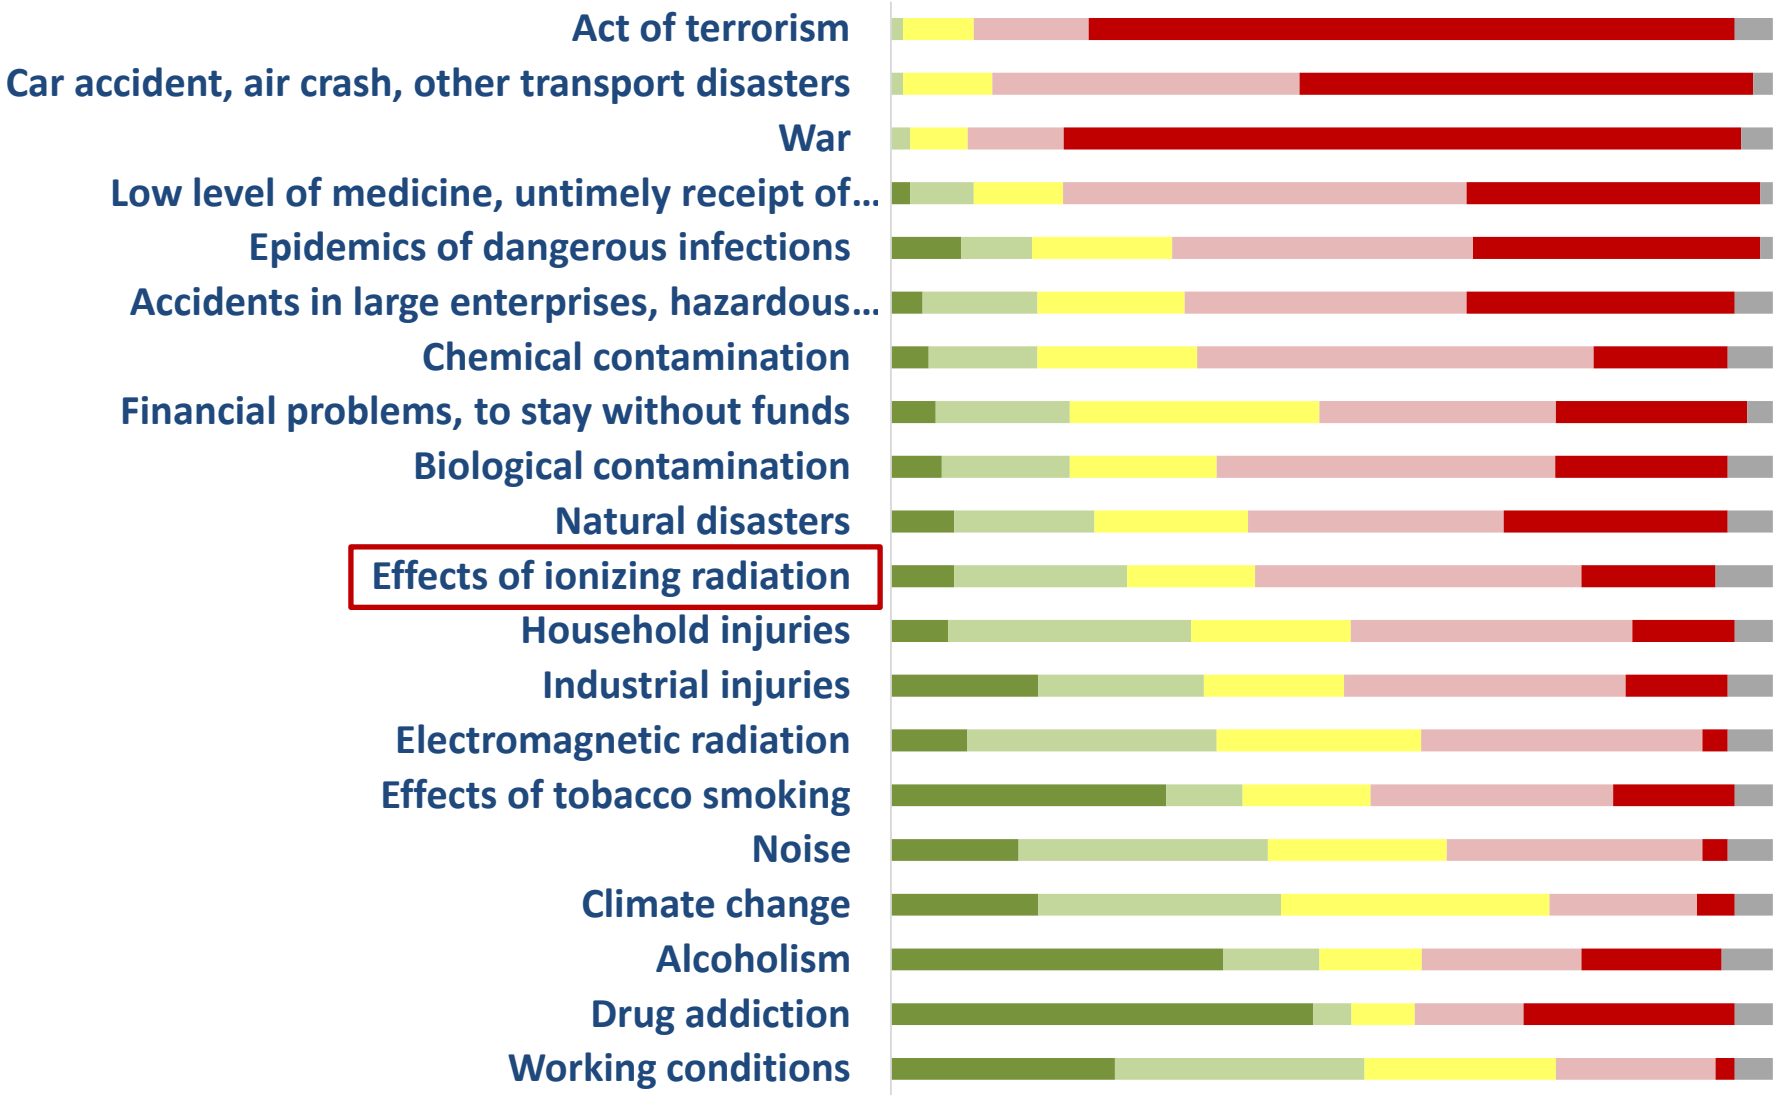 Act of terrorism
Car accident, air crash, other transport disasters
War
Low level of medicine, untimely receipt of...
Epidemics of dangerous infections
Accidents in large enterprises, hazardous...
Chemical contamination
Financial problems, to stay without funds
Biological contamination
Natural disasters
Effects of ionizing radiation
Household injuries
Industrial injuries
Electromagnetic radiation
Effects of tobacco smoking
Noise
Climate change
Alcoholism
Drug addiction
Working conditions